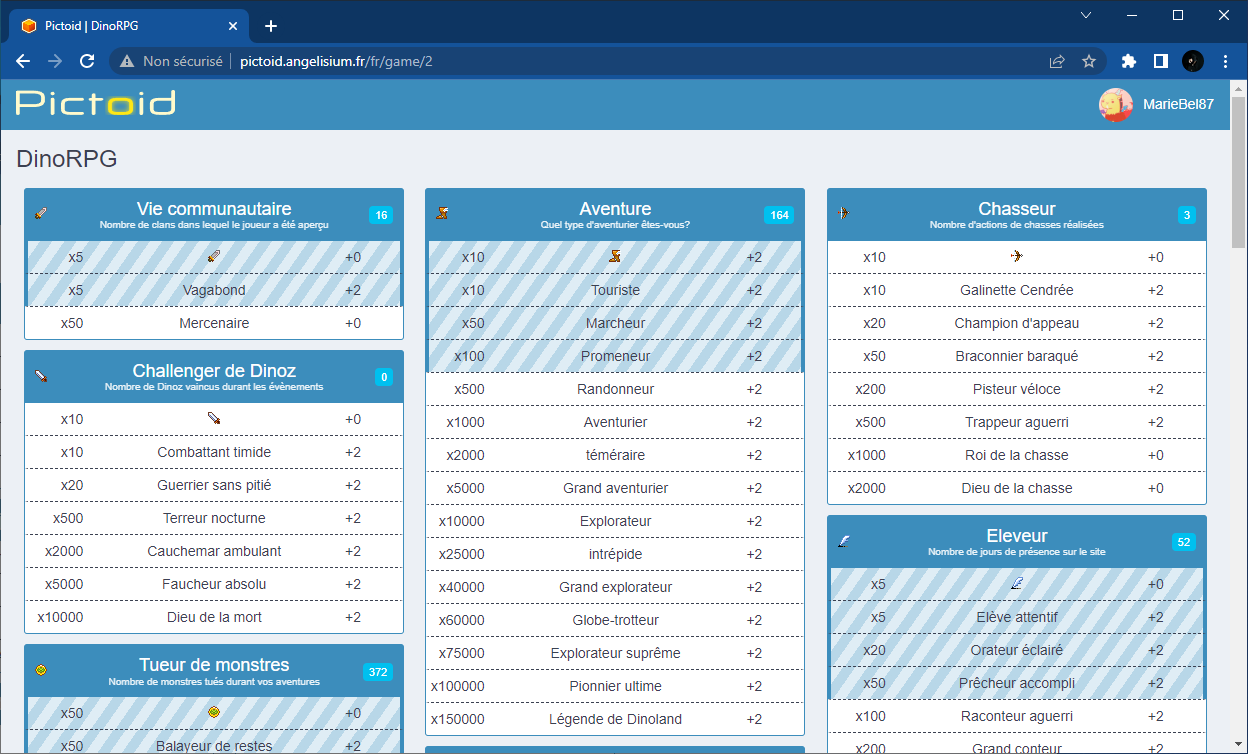 Pictoid | DinoRPG
Non sécurisé pictoid.angelisium.fr/fr/game/2
Pictoid
MarieBel87
DinoRPG
Vie communautaire
Nombre de clans dans lequel le joueur a été aperçu
16
x5 +0
x5 Vagabond +2
x50 Mercenaire +0
Challenger de Dinoz
Nombre de Dinoz vaincus durant les évènements
0
x10 +0
x10 Combattant timide +2
x20 Guerrier sans pitié +2
x500 Terreur nocturne +2
x2000 Cauchemar ambulant +2
x5000 Faucheur absolu +2
x10000 Dieu de la mort +2
Tueur de monstres
Nombre de monstres tués durant vos aventures
372
x50 +0
x50 Balayeur de restes +2
Aventure
Quel type d'aventurier êtes-vous?
164
x10 +2
x10 Touriste +2
x50 Marcheur +2
x100 Promeneur +2
x500 Randonneur +2
x1000 Aventurier +2
x2000 téméraire +2
x5000 Grand aventurier +2
x10000 Explorateur +2
x25000 intrépide +2
x40000 Grand explorateur +2
x60000 Globe-trotteur +2
x75000 Explorateur suprême +2
x100000 Pionnier ultime +2
x150000 Légende de Dinoland +2
Chasseur
Nombre d'actions de chasses réalisées
3
x10 +0
x10 Galinette Cendrée +2
x20 Champion d'appeau +2
x50 Braconnier baraqué +2
x200 Pisteur véloce +2
x500 Trappeur aguerri +2
x1000 Roi de la chasse +0
x2000 Dieu de la chasse +0
Eleveur
Nombre de jours de présence sur le site
52
x5 +0
x5 Elève attentif +2
x20 Orateur éclairé +2
x50 Prêcheur accompli +2
x100 Raconteur aguerri +2
x200 Grand conteur +2